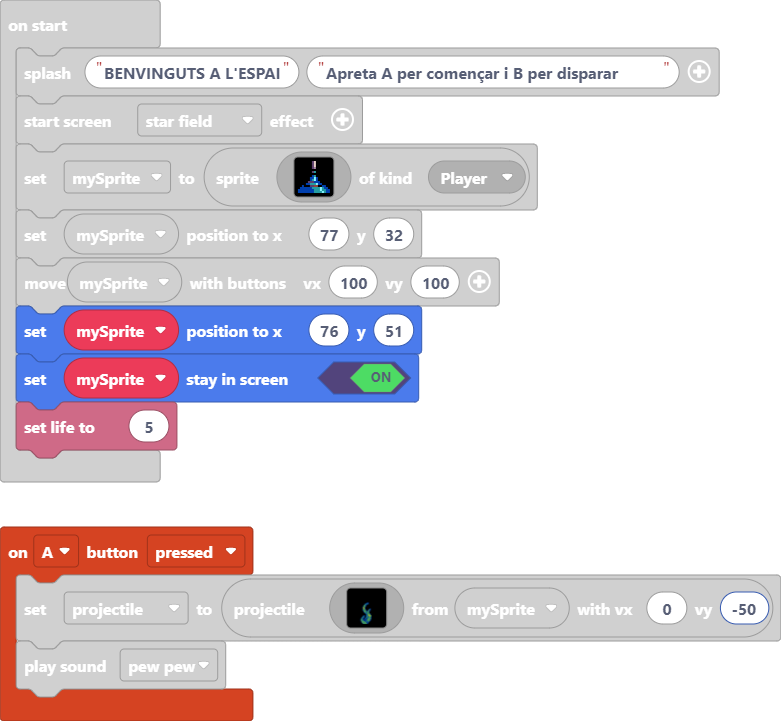 on start
splash "BENVINGUTS A L'ESPAI" "Apreta A per començar i B per disparar"
start screen star field effect
set mySprite to sprite of kind Player
set mySprite position to x 77 y 32
move mySprite with buttons vx 100 vy 100
set mySprite position to x 76 y 51
set mySprite stay in screen ON
set life to 5
on A button pressed
set projectile to projectile from mySprite with vx 0 vy -50
play sound pew pew